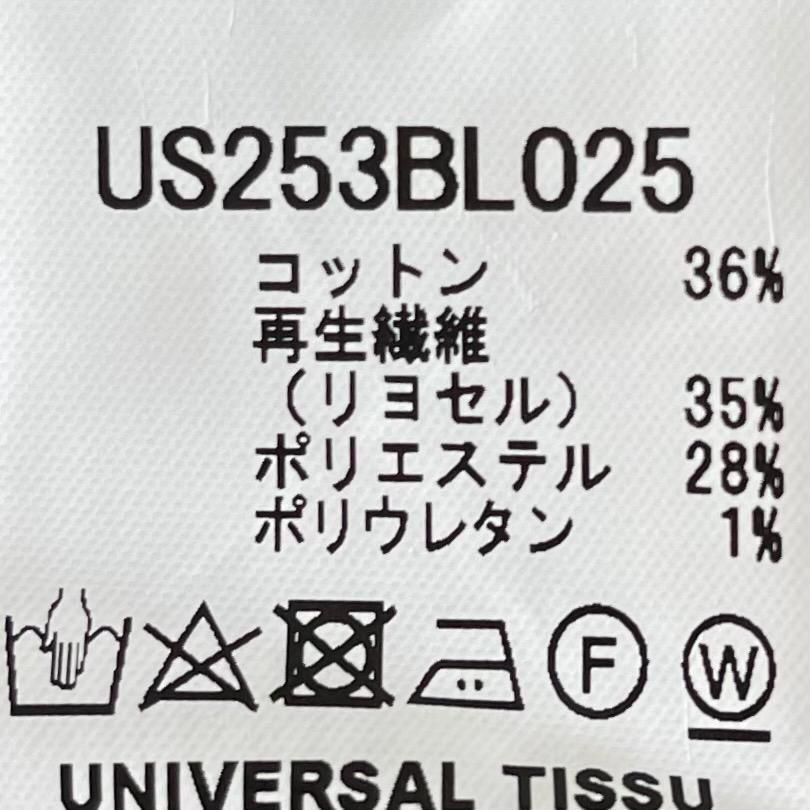 US253BL025
コットン 36%
再生繊維
（リヨセル） 35%
ポリエステル 28%
ポリウレタン 1%
F W
UNIVERSAL TISSU